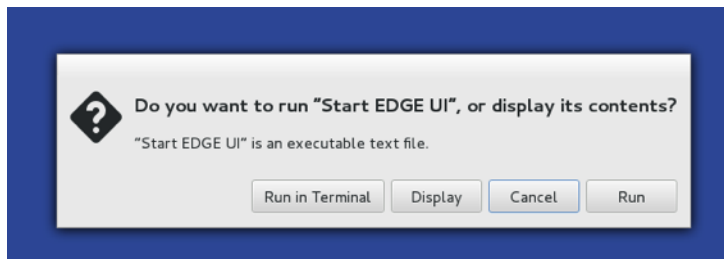 Do you want to run “Start EDGE UI”, or display its contents?
“Start EDGE UI” is an executable text file.
Run in Terminal Display Cancel Run